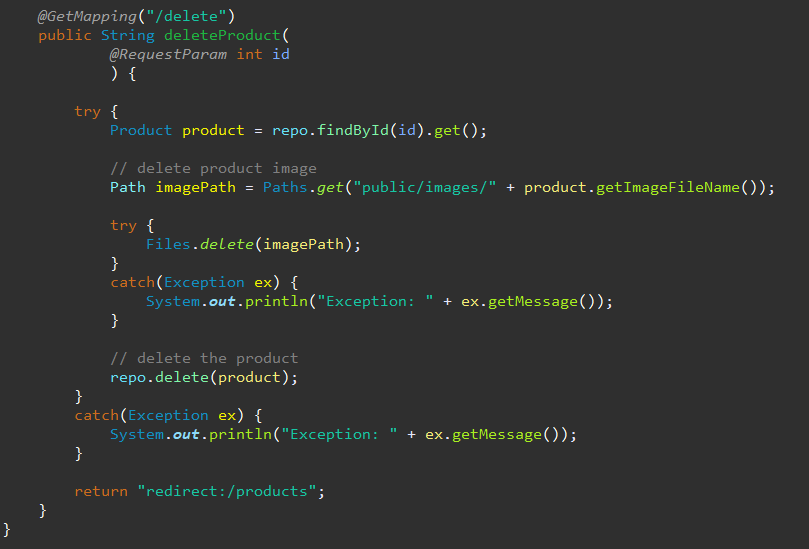 @GetMapping("/delete")
public String deleteProduct(
@RequestParam int id
) {
try {
Product product = repo.findById(id).get();
// delete product image
Path imagePath = Paths.get("public/images/" + product.getImageFileName());
try {
Files.delete(imagePath);
}
catch(Exception ex) {
System.out.println("Exception: " + ex.getMessage());
}
// delete the product
repo.delete(product);
}
catch(Exception ex) {
System.out.println("Exception: " + ex.getMessage());
}
return "redirect:/products";
}
}